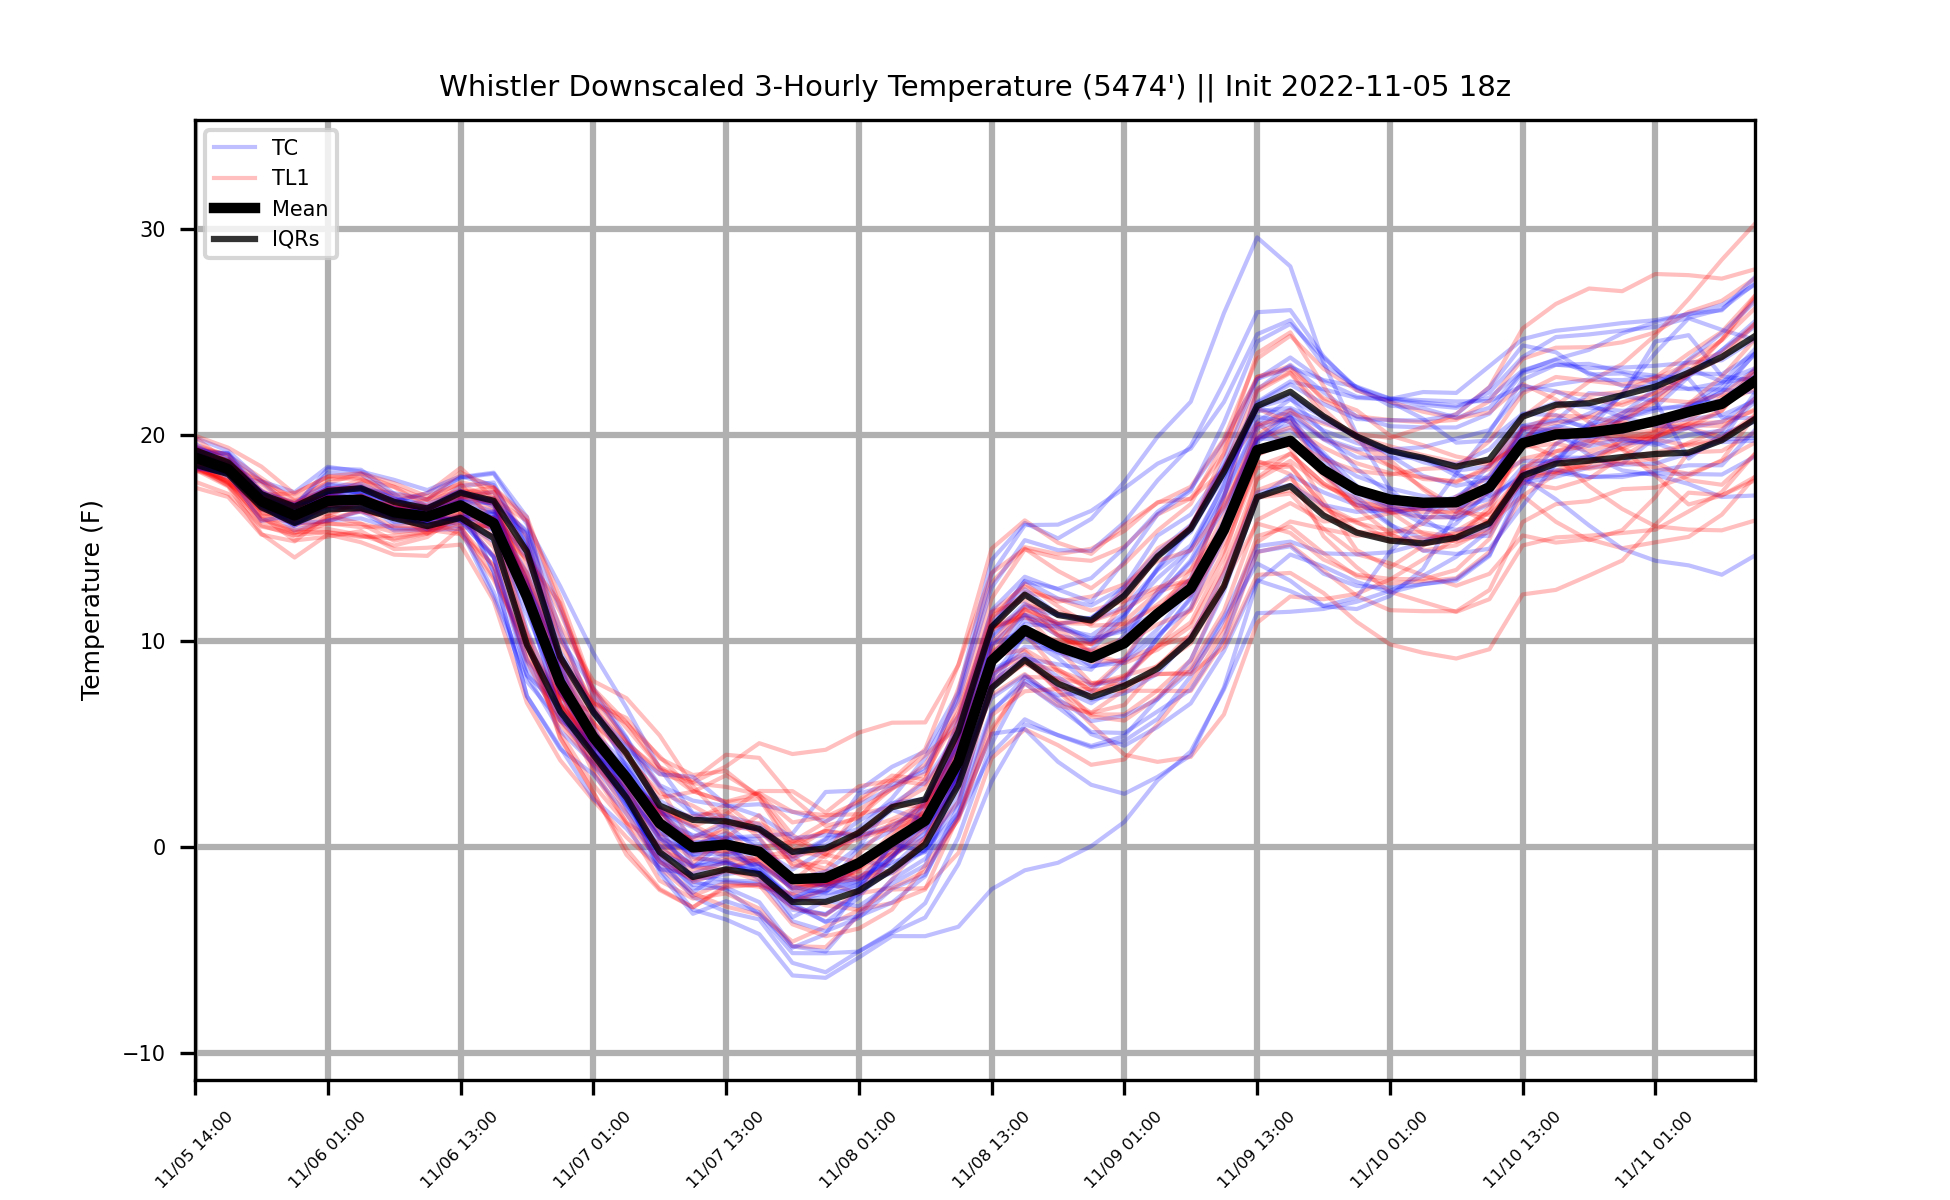 Whistler Downscaled 3-Hourly Temperature (5474') || Init 2022-11-05 18z
TC
TL1
Mean
IQRs
Temperature (F)
30
20
10
0
−10
11/05 14:00
11/06 01:00
11/06 13:00
11/07 01:00
11/07 13:00
11/08 01:00
11/08 13:00
11/09 01:00
11/09 13:00
11/10 01:00
11/10 13:00
11/11 01:00